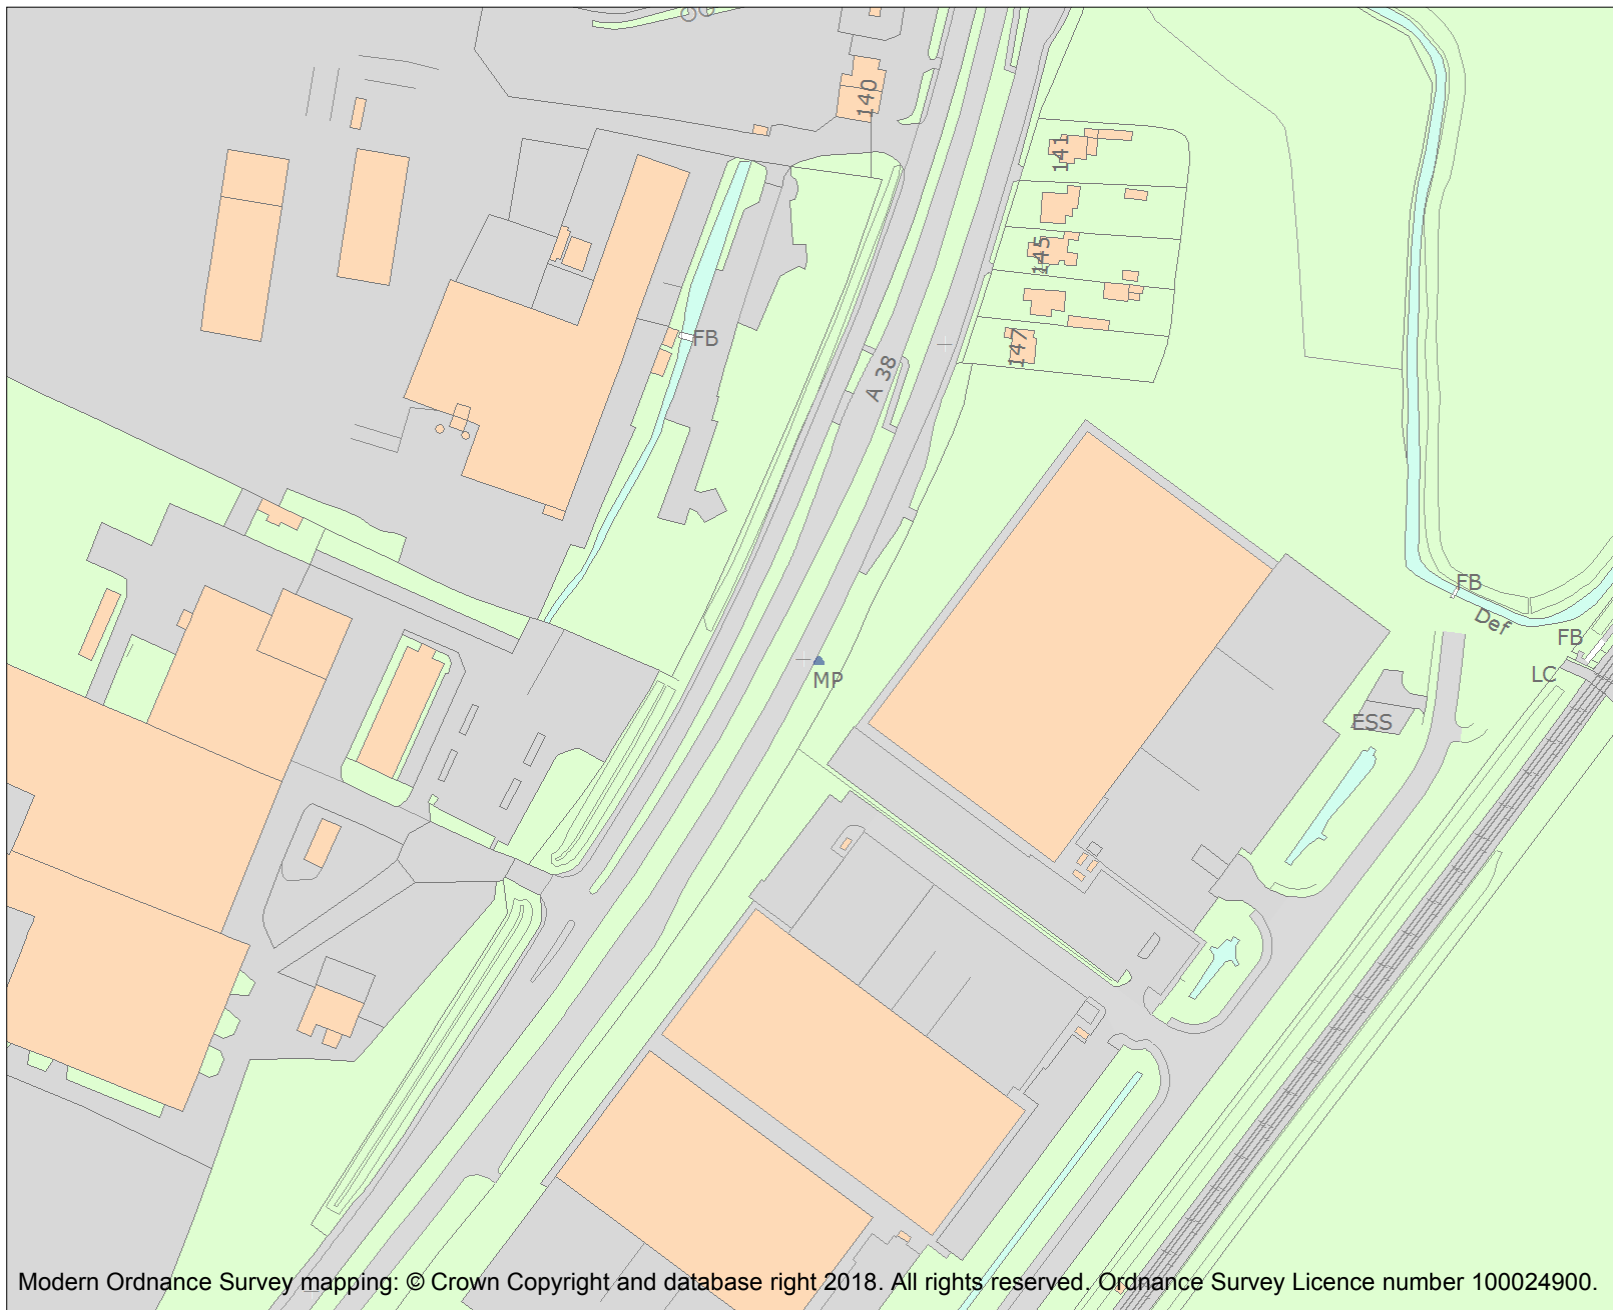 140
141
145
FB
147
A 38
FB
Def
FB
MP
LC
ESS
Modern Ordnance Survey mapping: © Crown Copyright and database right 2018. All rights reserved. Ordnance Survey Licence number 100024900.